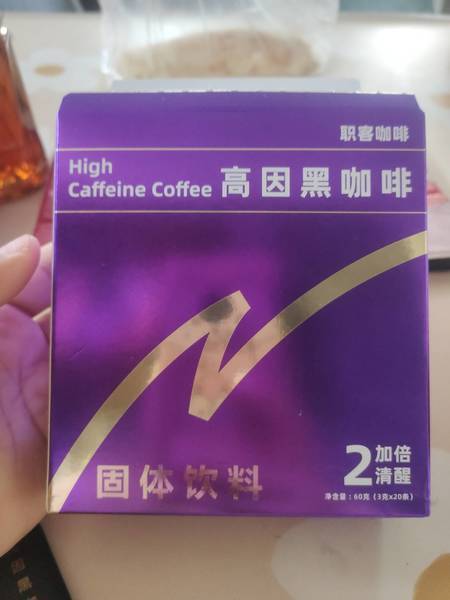 职客咖啡
High
Caffeine Coffee 高因黑咖啡
固体饮料
2加倍
清醒
净含量：60克（3克x20条）